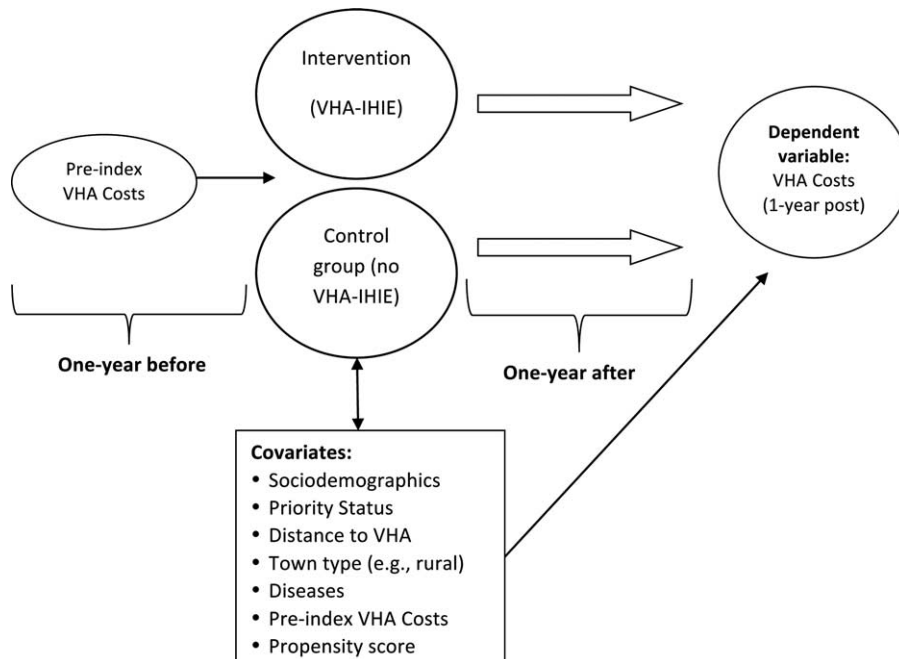 Intervention
(VHA-IHIE)
Pre-index
VHA Costs
Dependent
variable:
VHA Costs
(1-year post)
Control
group (no
VHA-IHIE)
One-year before
One-year after
Covariates:
• Sociodemographics
• Priority Status
• Distance to VHA
• Town type (e.g., rural)
• Diseases
• Pre-index VHA Costs
• Propensity score